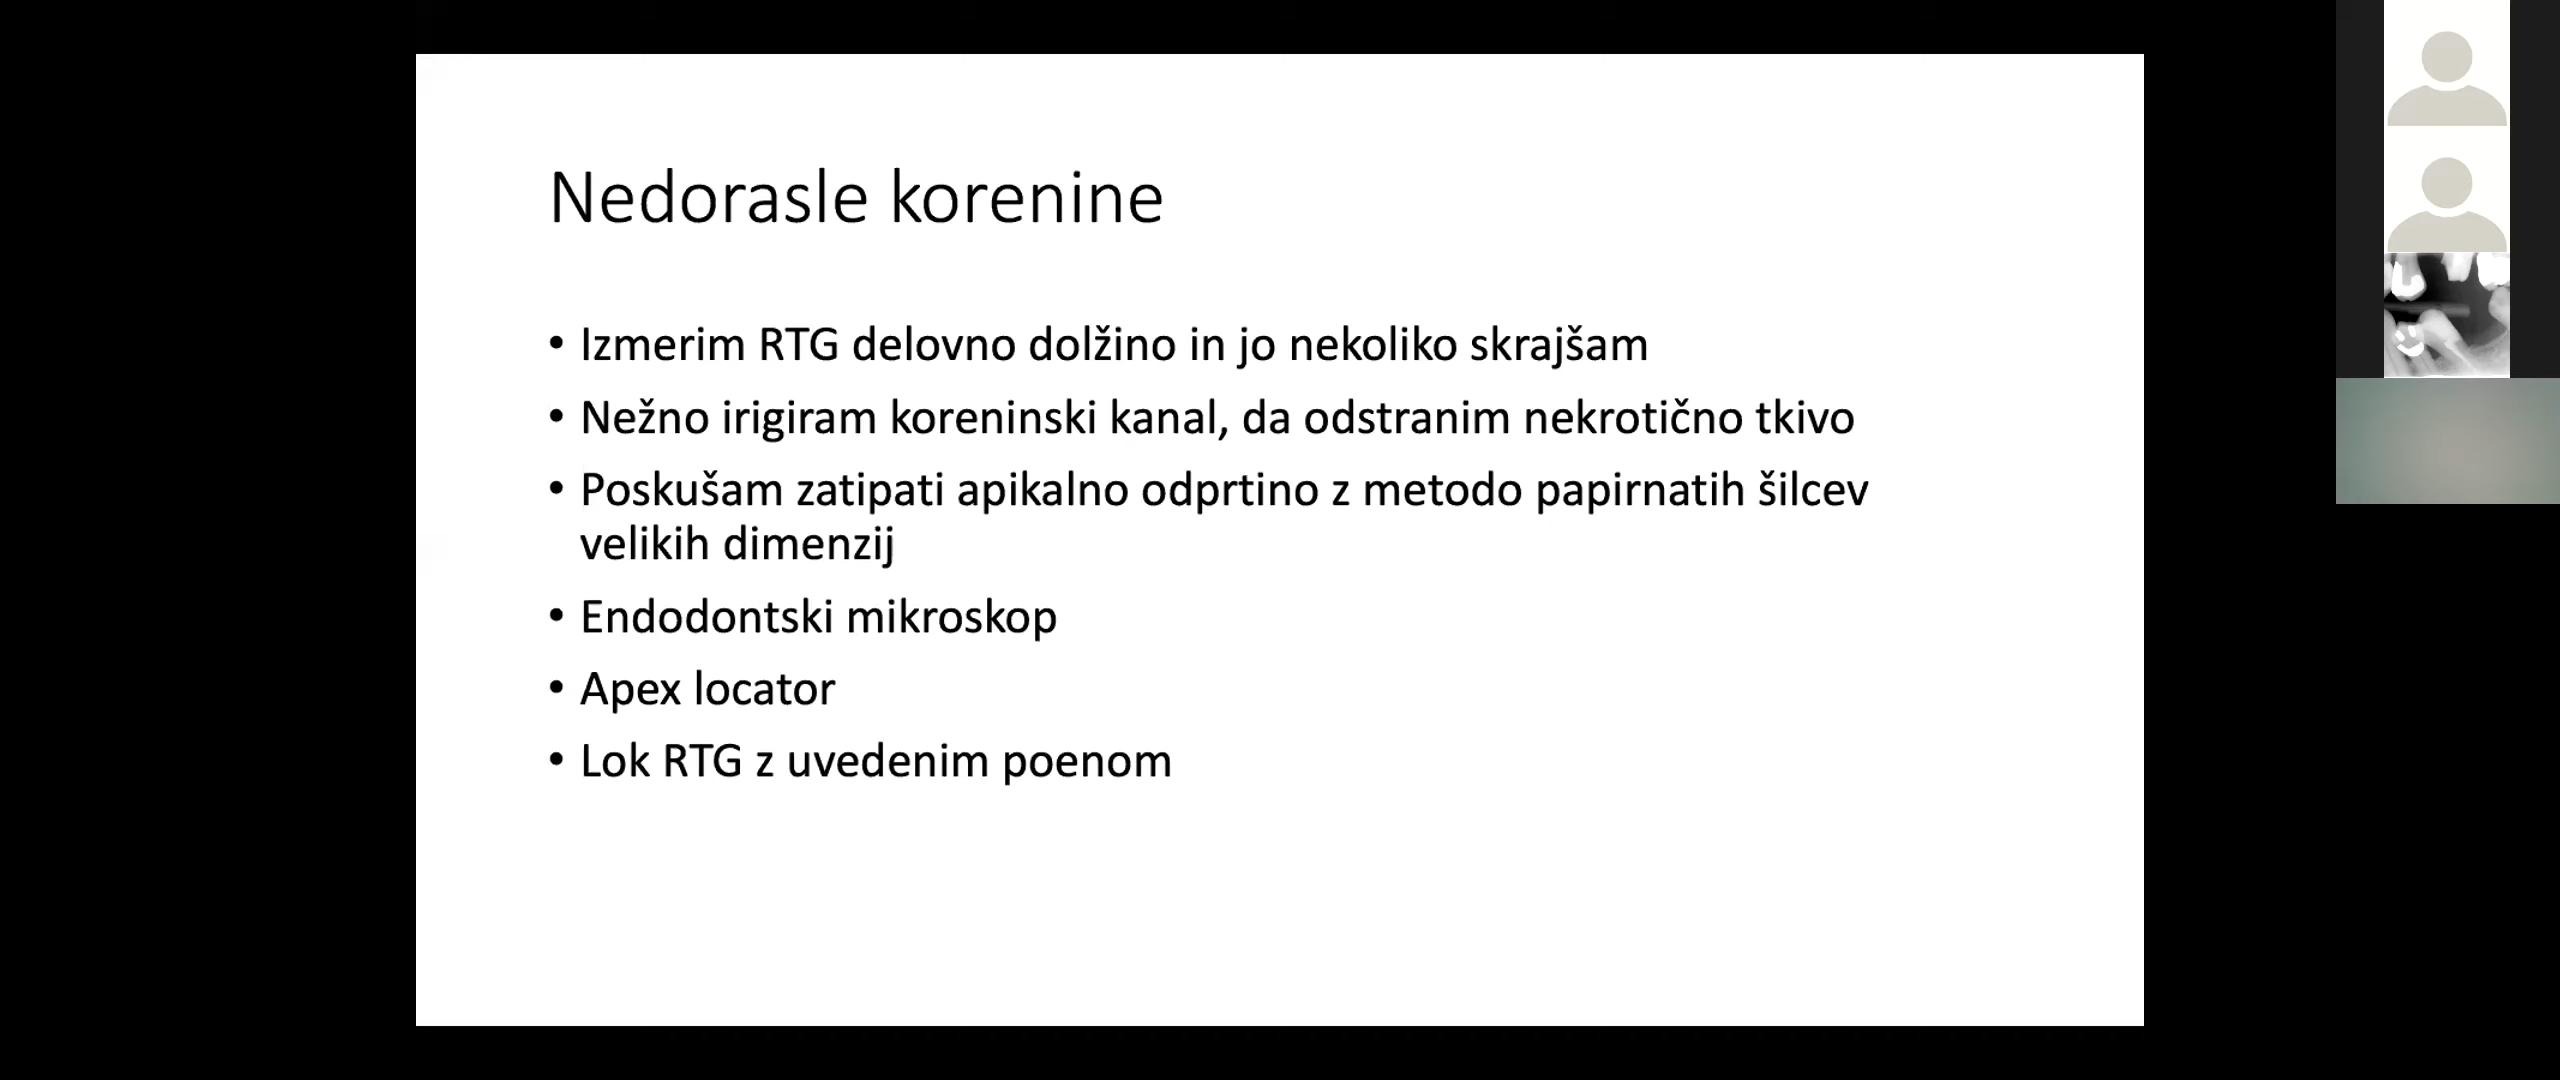 Nedorasle korenine
• Izmerim RTG delovno dolžino in jo nekoliko skrajšam
• Nežno irigiram koreninski kanal, da odstranim nekrotično tkivo
• Poskušam zatipati apikalno odprtino z metodo papirnatih šilcev
velikih dimenzij
• Endodontski mikroskop
• Apex locator
• Lok RTG z uvedenim poenom